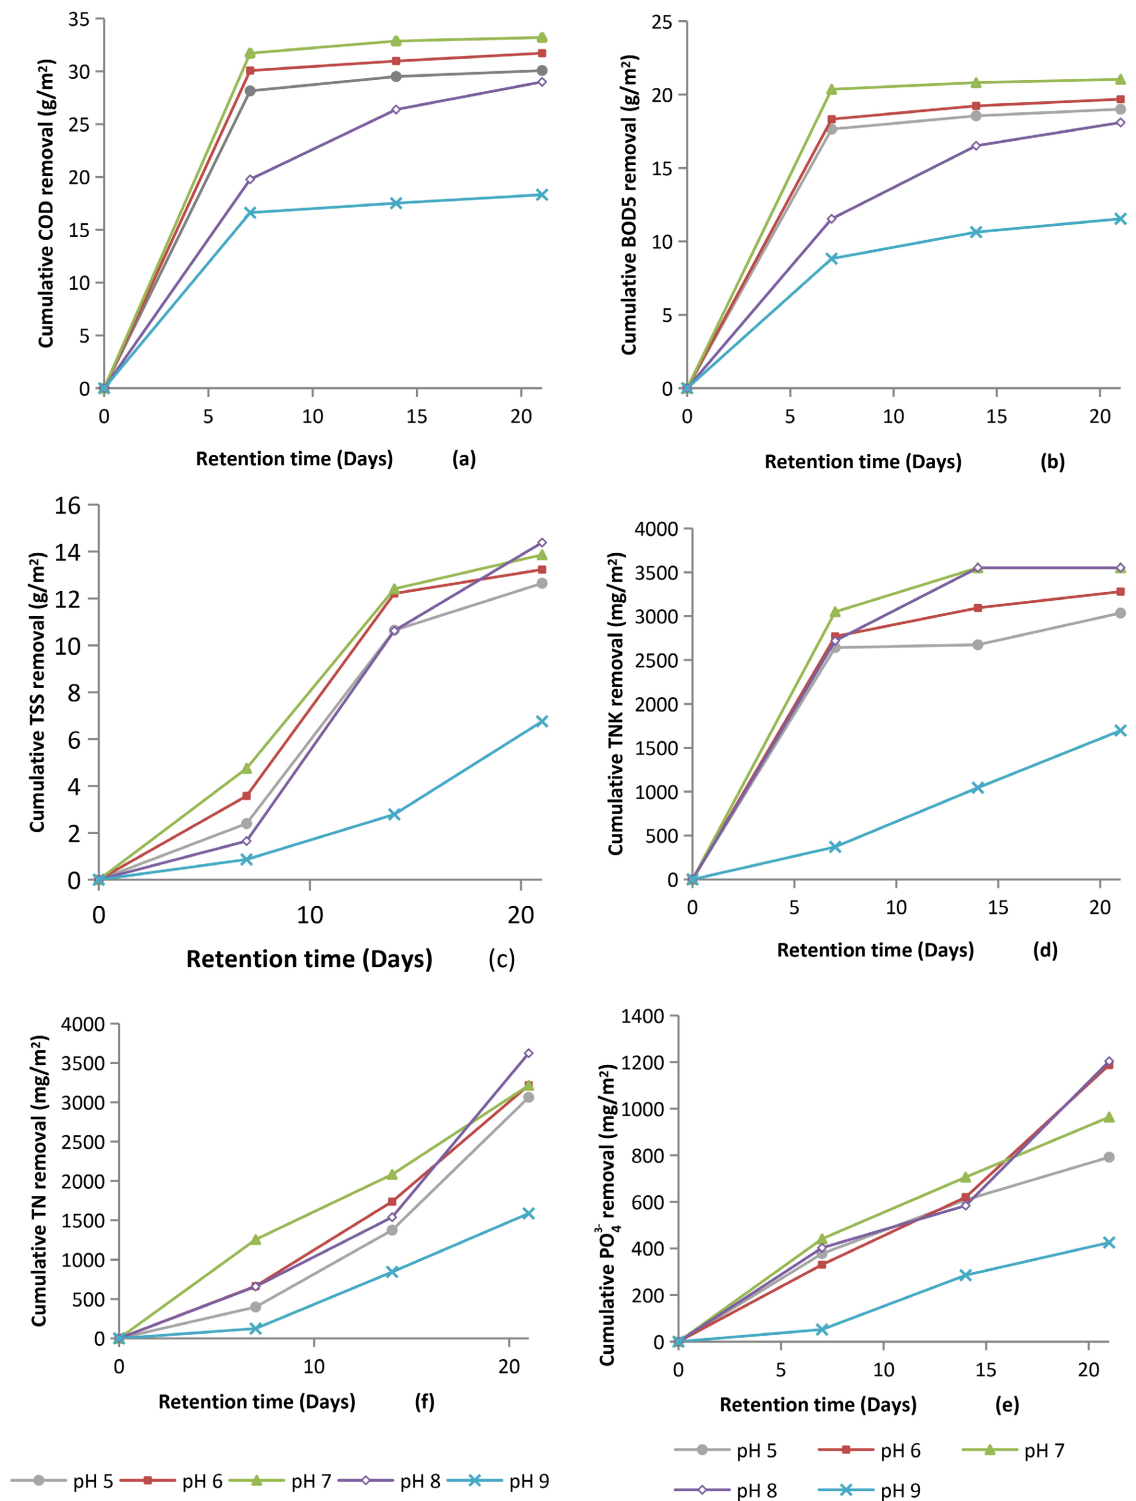 Cumulative COD removal (g/m²)
35
30
25
20
15
10
5
0
0 5 10 15 20
Retention time (Days) (a)
Cumulative BOD5 removal (g/m²)
25
20
15
10
5
0
0 5 10 15 20
Retention time (Days) (b)
Cumulative TSS removal (g/m²)
16
14
12
10
8
6
4
2
0
0 10 20
Retention time (Days) (c)
Cumulative TNK removal (mg/m²)
4000
3500
3000
2500
2000
1500
1000
500
0
0 5 10 15 20
Retention time (Days) (d)
Cumulative TN removal (mg/m²)
4000
3500
3000
2500
2000
1500
1000
500
0
0 10 20
Retention time (Days) (f)
Cumulative PO₄³⁻ removal (mg/m²)
1400
1200
1000
800
600
400
200
0
0 5 10 15 20
Retention time (Days) (e)
pH 5 pH 6 pH 7 pH 8 pH 9
pH 5 pH 6 pH 7
pH 8 pH 9